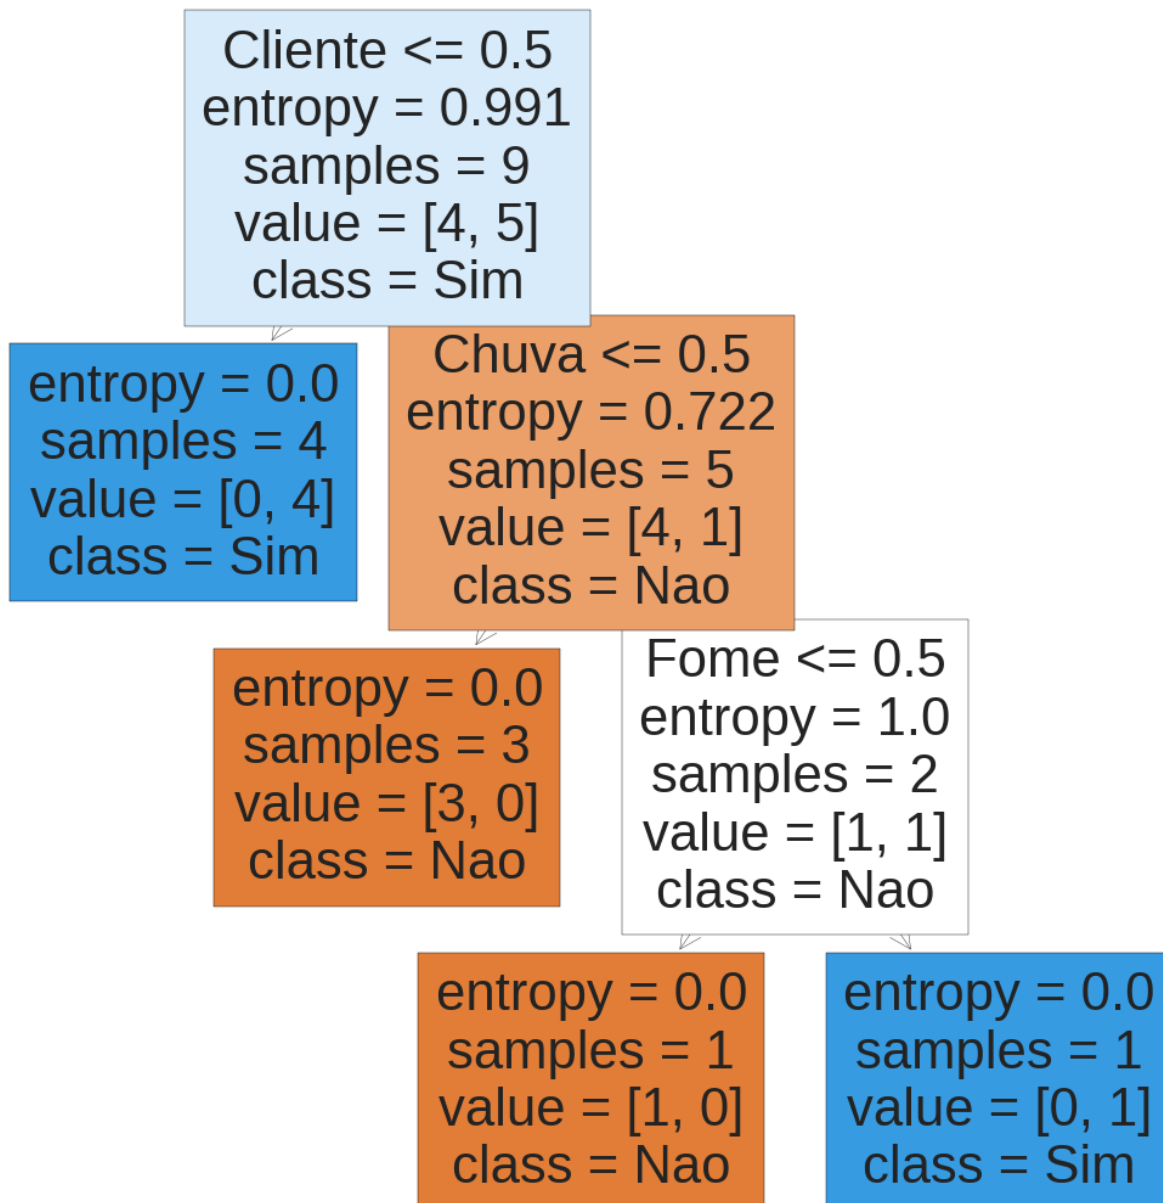 Cliente <= 0.5
entropy = 0.991
samples = 9
value = [4, 5]
class = Sim
entropy = 0.0
samples = 4
value = [0, 4]
class = Sim
Chuva <= 0.5
entropy = 0.722
samples = 5
value = [4, 1]
class = Nao
entropy = 0.0
samples = 3
value = [3, 0]
class = Nao
Fome <= 0.5
entropy = 1.0
samples = 2
value = [1, 1]
class = Nao
entropy = 0.0
samples = 1
value = [1, 0]
class = Nao
entropy = 0.0
samples = 1
value = [0, 1]
class = Sim